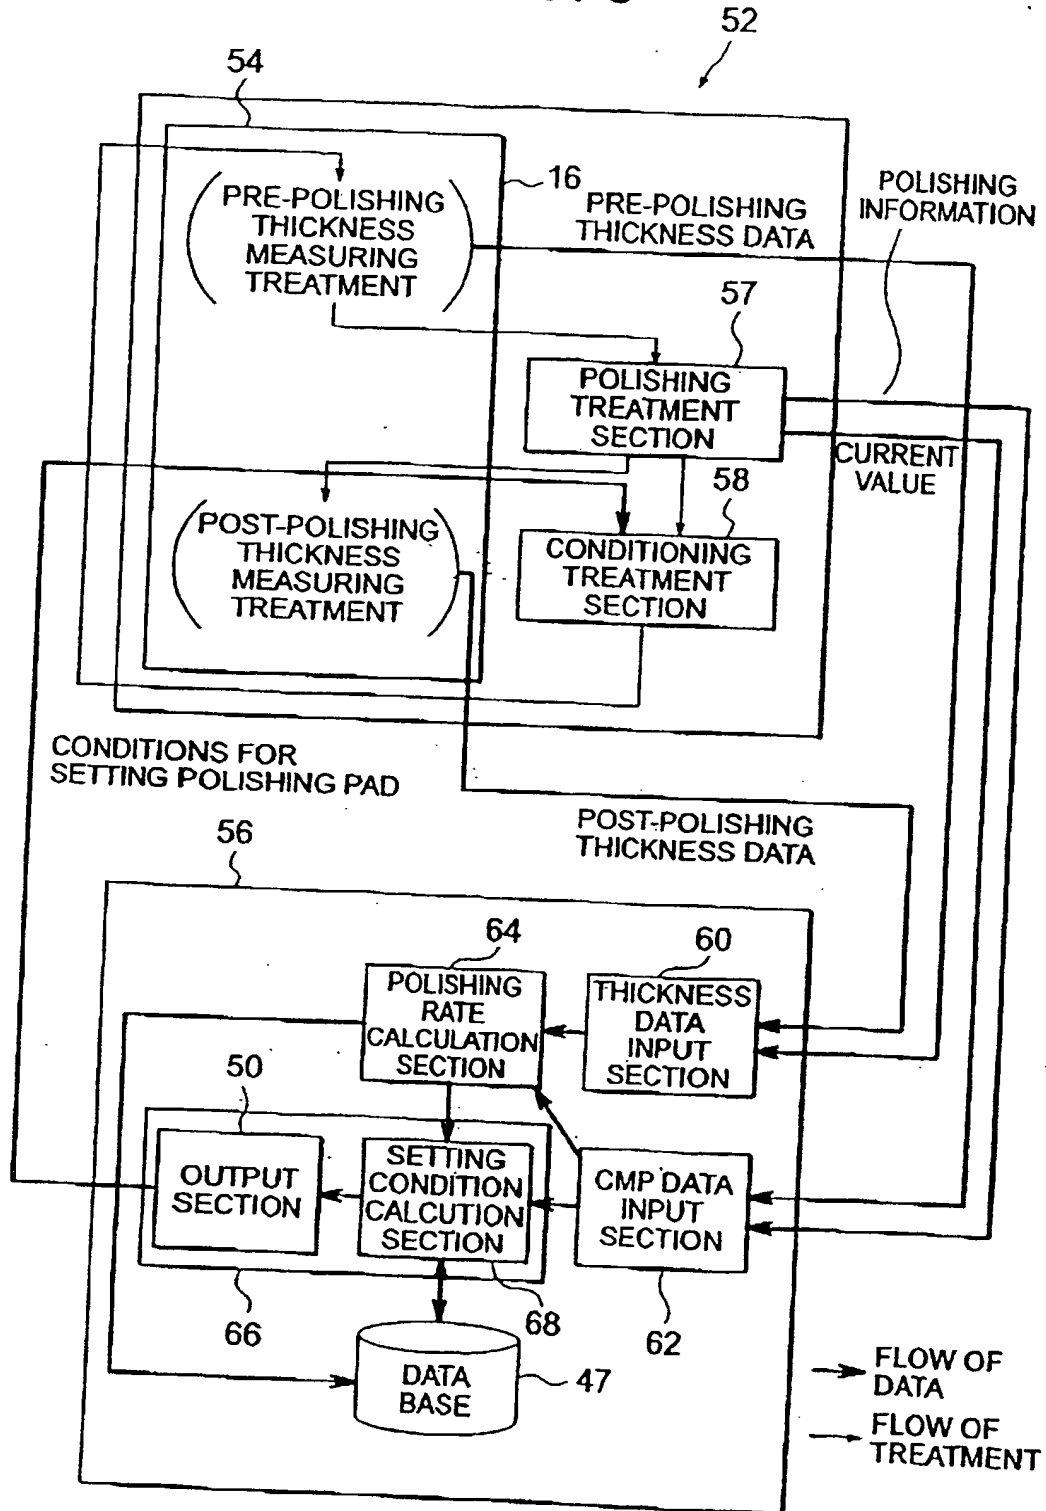 52
54
16
PRE-POLISHING
THICKNESS
MEASURING
TREATMENT
PRE-POLISHING
THICKNESS DATA
POLISHING
INFORMATION
57
POLISHING
TREATMENT
SECTION
CURRENT
VALUE
58
POST-POLISHING
THICKNESS
MEASURING
TREATMENT
CONDITIONING
TREATMENT
SECTION
CONDITIONS FOR
SETTING POLISHING PAD
POST-POLISHING
THICKNESS DATA
56
64
60
POLISHING
RATE
CALCULATION
SECTION
THICKNESS
DATA
INPUT
SECTION
50
OUTPUT
SECTION
SETTING
CONDITION
CALCUTION
SECTION
CMP DATA
INPUT
SECTION
66
68
62
DATA
BASE
47
FLOW OF
DATA
FLOW OF
TREATMENT